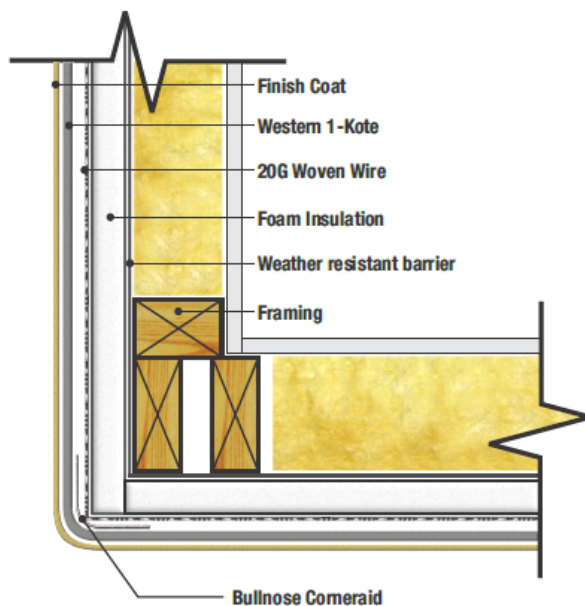 Finish Coat
Western 1-Kote
20G Woven Wire
Foam Insulation
Weather resistant barrier
Framing
Bullnose Corneraid